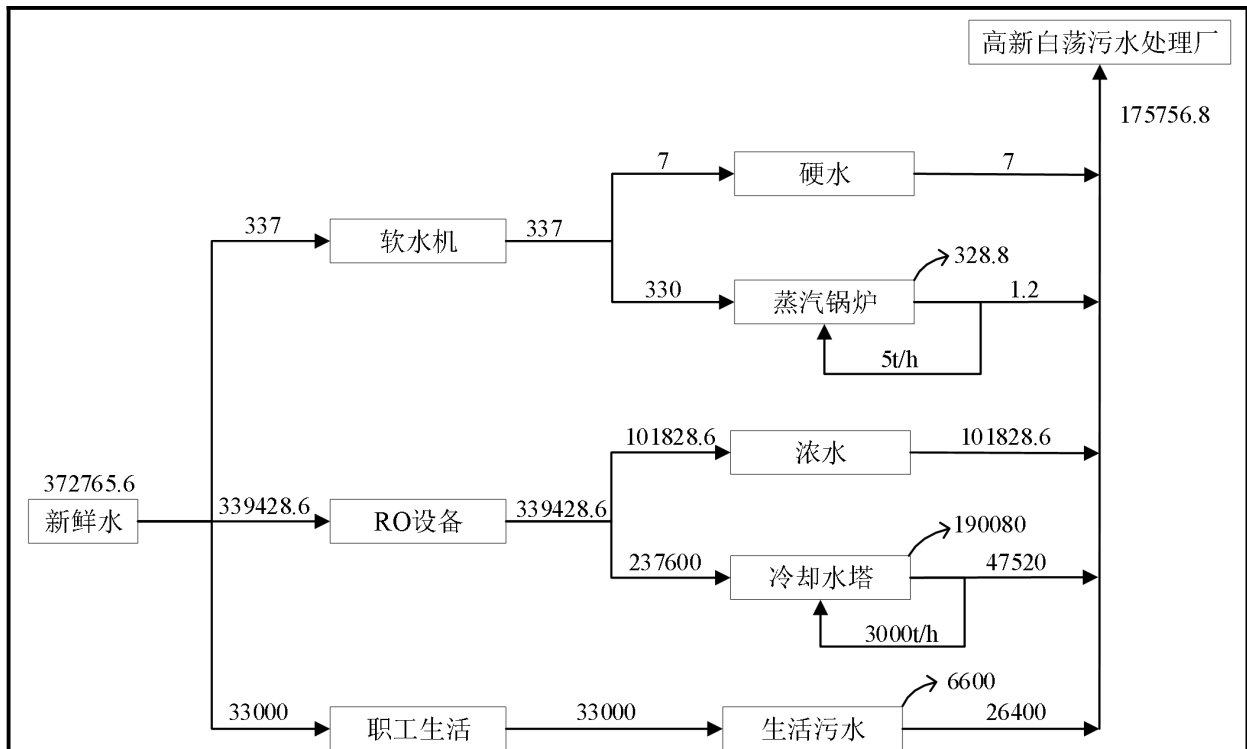 高新白荡污水处理厂
175756.8
7
硬水
7
337
软水机
337
328.8
330
蒸汽锅炉
1.2
5t/h
101828.6
浓水
101828.6
372765.6
新鲜水
339428.6
RO设备
339428.6
190080
237600
冷却水塔
47520
3000t/h
6600
33000
职工生活
33000
生活污水
26400